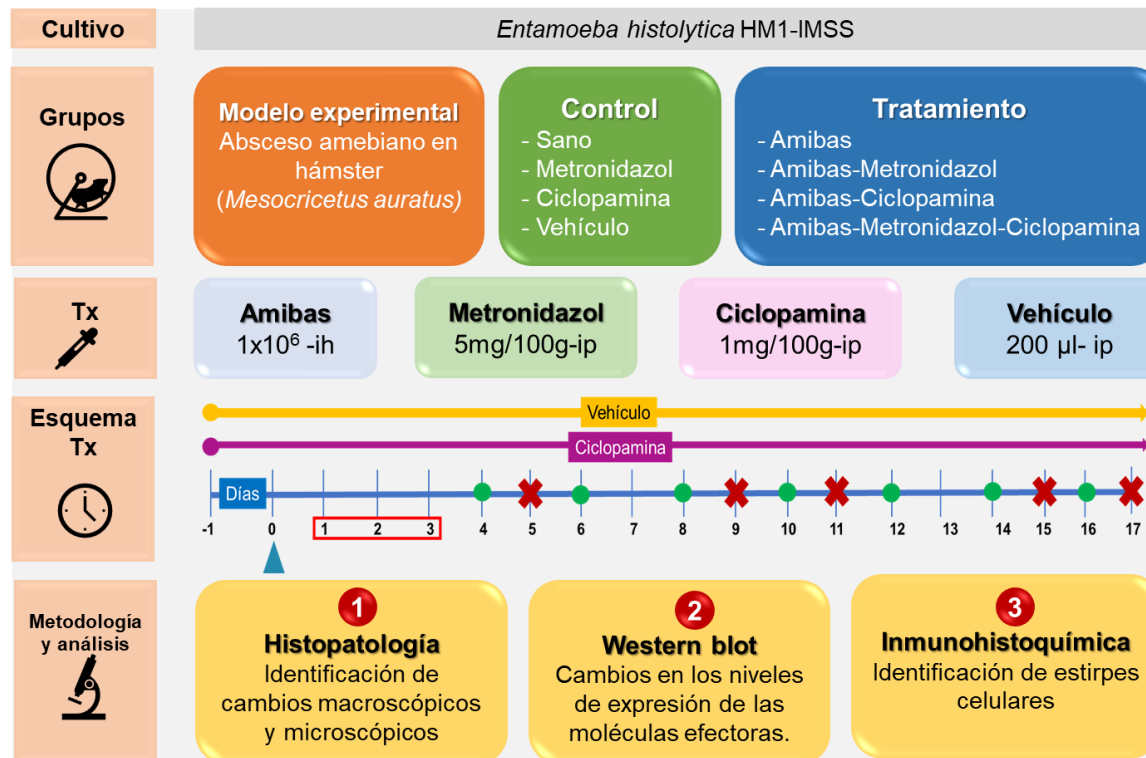 Cultivo
Entamoeba histolytica HM1-IMSS
Grupos
Modelo experimental
Absceso amebiano en
hámster
(Mesocricetus auratus)
Control
- Sano
- Metronidazol
- Ciclopamina
- Vehículo
Tratamiento
- Amibas
- Amibas-Metronidazol
- Amibas-Ciclopamina
- Amibas-Metronidazol-Ciclopamina
Tx
Amibas
1x10⁶ -ih
Metronidazol
5mg/100g-ip
Ciclopamina
1mg/100g-ip
Vehículo
200 µl- ip
Esquema
Tx
Vehículo
Ciclopamina
Días
-1 0 1 2 3 4 5 6 7 8 9 10 11 12 13 14 15 16 17
Metodología
y análisis
1
Histopatología
Identificación de
cambios macroscópicos
y microscópicos
2
Western blot
Cambios en los niveles
de expresión de las
moléculas efectoras.
3
Inmunohistoquímica
Identificación de estirpes
celulares